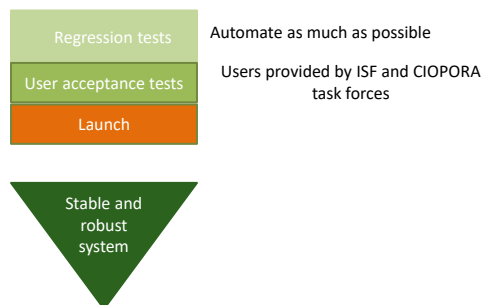 Regression tests
Automate as much as possible
User acceptance tests
Users provided by ISF and CIOPORA
task forces
Launch
Stable and
robust
system